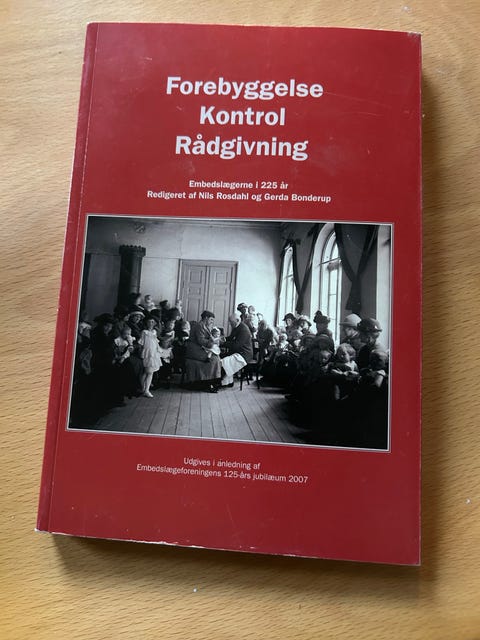 Forebyggelse
Kontrol
Rådgivning
Embedslægerne i 225 år
Redigeret af Nils Rosdahl og Gerda Bonderup
Udgives i anledning af
Embedslægeforeningens 125-års jubilæum 2007